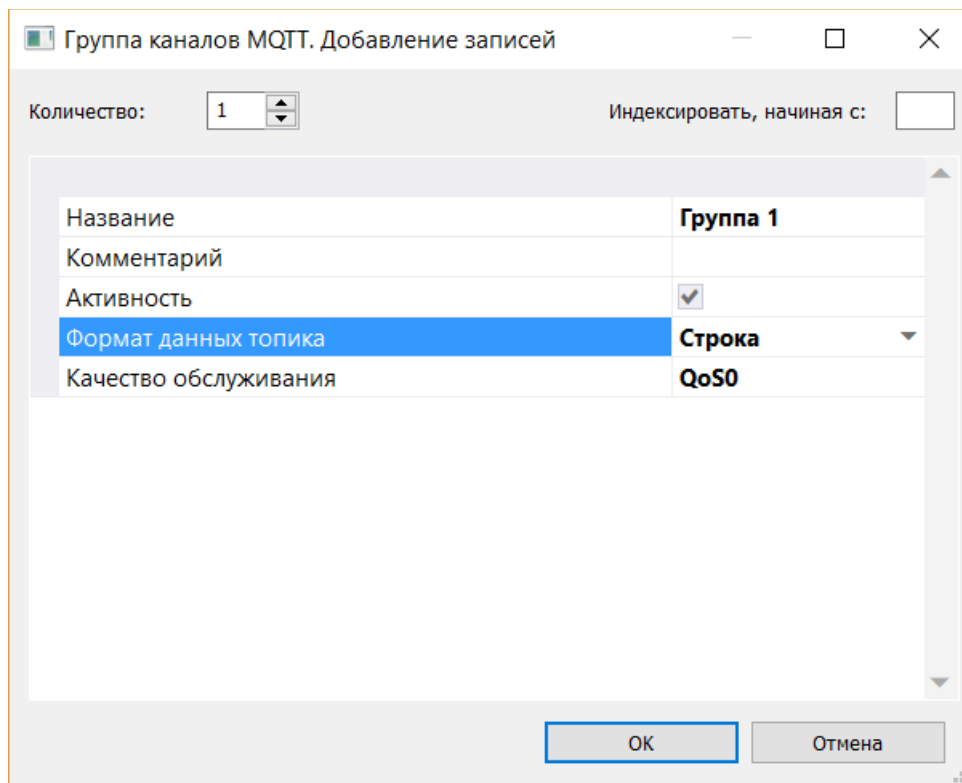 Группа каналов MQTT. Добавление записей
Количество: 1 Индексировать, начиная с:
Название Группа 1
Комментарий
Активность
Формат данных топика Строка
Качество обслуживания QoS0
OK Отмена